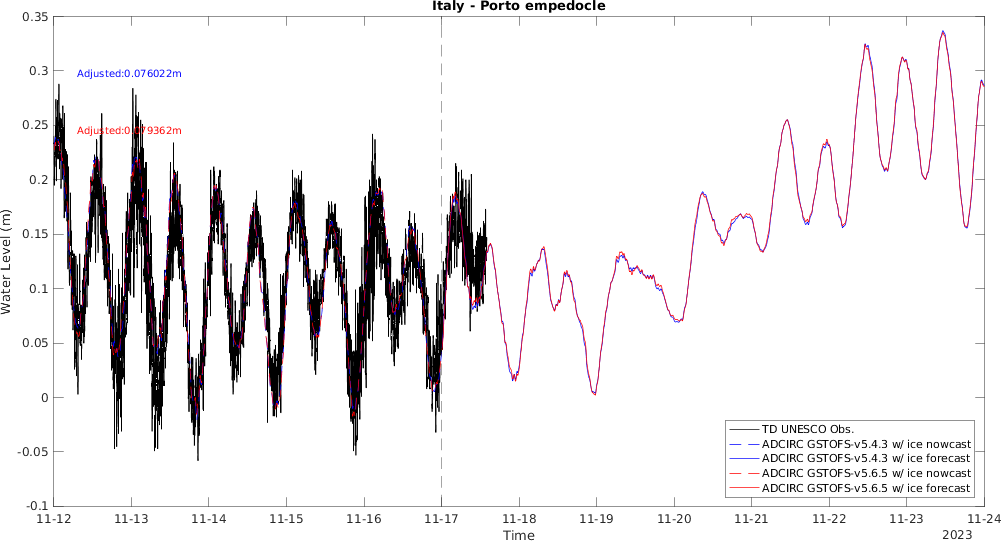 Italy - Porto empedocle
0.35
0.3
0.25
0.2
0.15
0.1
0.05
0
-0.05
-0.1
Water Level (m)
Adjusted:0.076022m
Adjusted:0.079362m
TD UNESCO Obs.
ADCIRC GSTOFS-v5.4.3 w/ ice nowcast
ADCIRC GSTOFS-v5.4.3 w/ ice forecast
ADCIRC GSTOFS-v5.6.5 w/ ice nowcast
ADCIRC GSTOFS-v5.6.5 w/ ice forecast
11-12 11-13 11-14 11-15 11-16 11-17 11-18 11-19 11-20 11-21 11-22 11-23 11-24
Time
2023